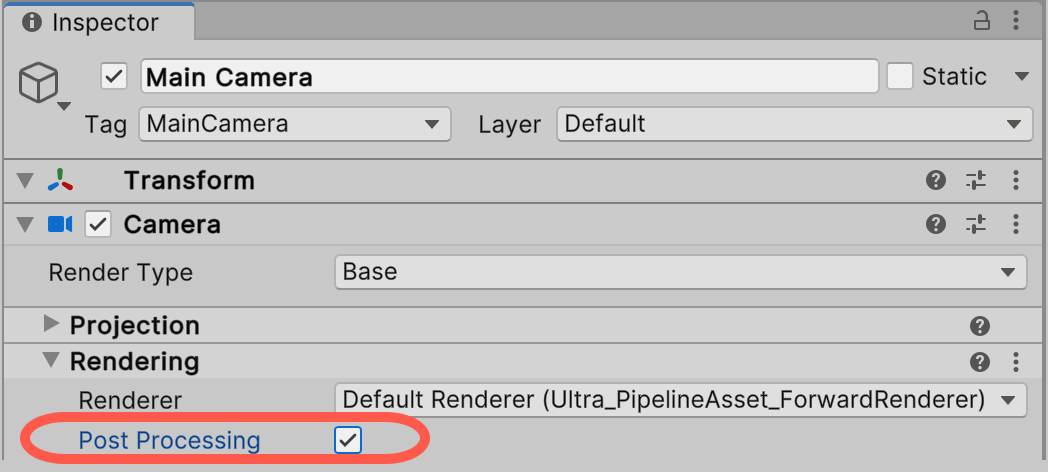 Inspector
Main Camera Static
Tag MainCamera Layer Default
Transform
Camera
Render Type Base
Projection
Rendering
Renderer Default Renderer (Ultra_PipelineAsset_ForwardRenderer)
Post Processing